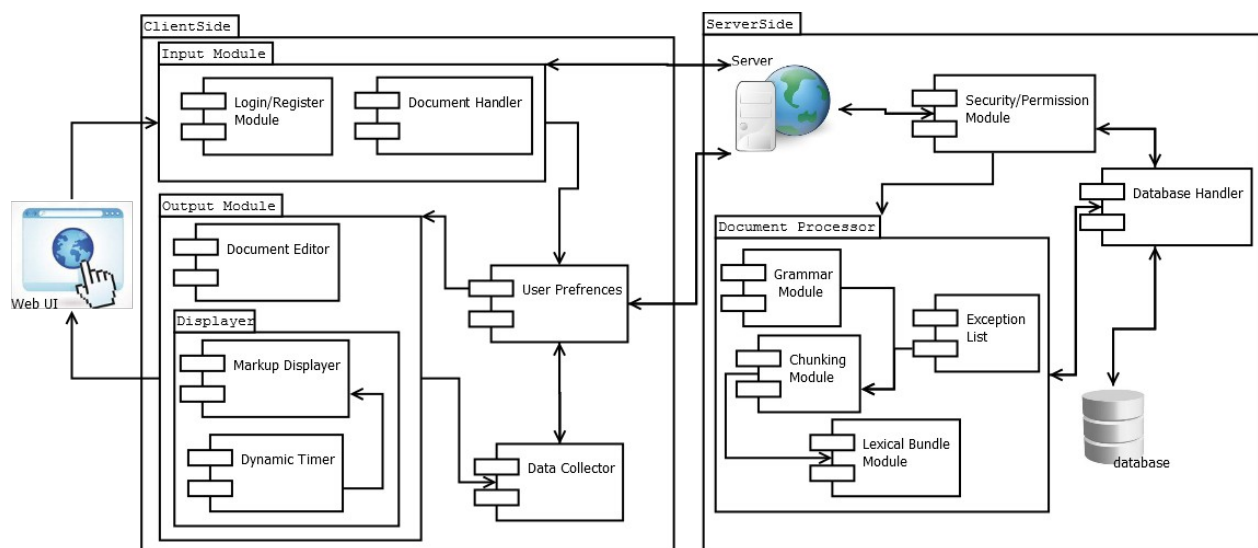 ClientSide
Input Module
Login/Register
Module
Document Handler
Web UI
Output Module
Document Editor
Displayer
Markup Displayer
Dynamic Timer
User Prefrences
Data Collector
ServerSide
Server
Security/Permission
Module
Database Handler
Document Processor
Grammar
Module
Exception
List
Chunking
Module
Lexical Bundle
Module
database